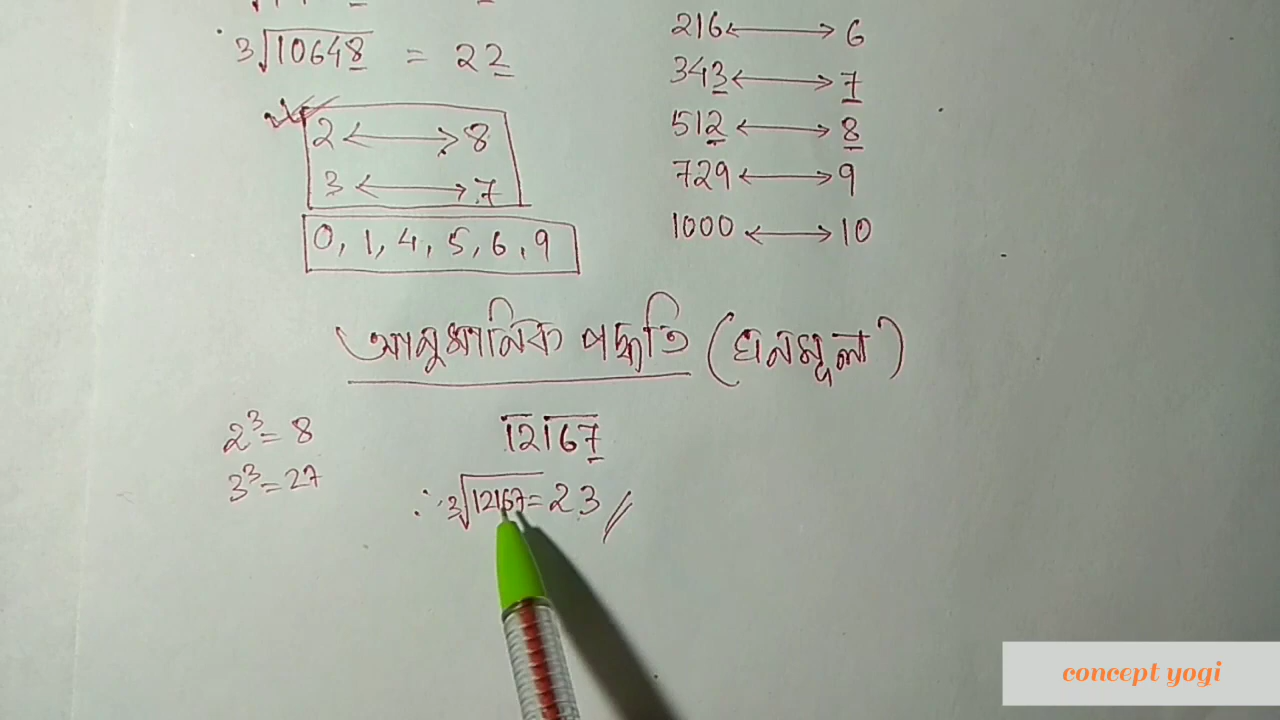 ∛10648 = 22
2 ⟷ 8
3 ⟷ 7
0, 1, 4, 5, 6, 9
216 ⟷ 6
343 ⟷ 7
512 ⟷ 8
729 ⟷ 9
1000 ⟷ 10
আনুমানিক পদ্ধতি (ঘনমূল)
2³ = 8
3³ = 27
12167
∴ ∛12167 = 23 //
concept yogi